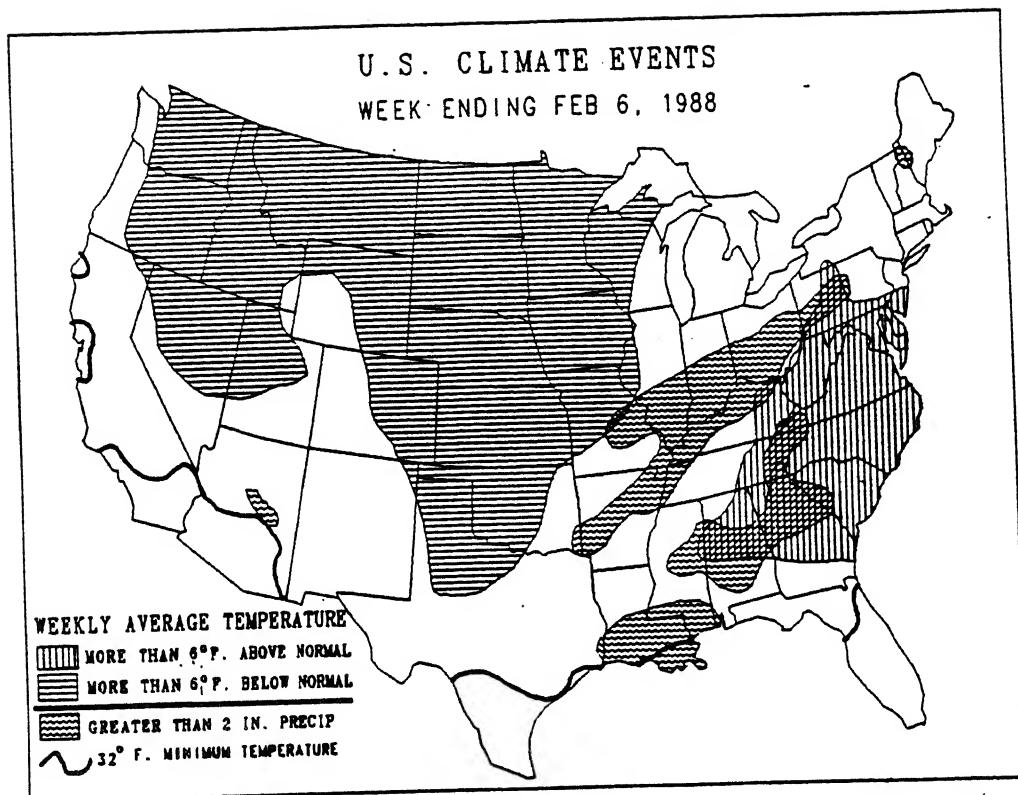 U.S. CLIMATE EVENTS
WEEK ENDING FEB 6, 1988
WEEKLY AVERAGE TEMPERATURE
MORE THAN 6°F. ABOVE NORMAL
MORE THAN 6°F. BELOW NORMAL
GREATER THAN 2 IN. PRECIP
32°F. MINIMUM TEMPERATURE